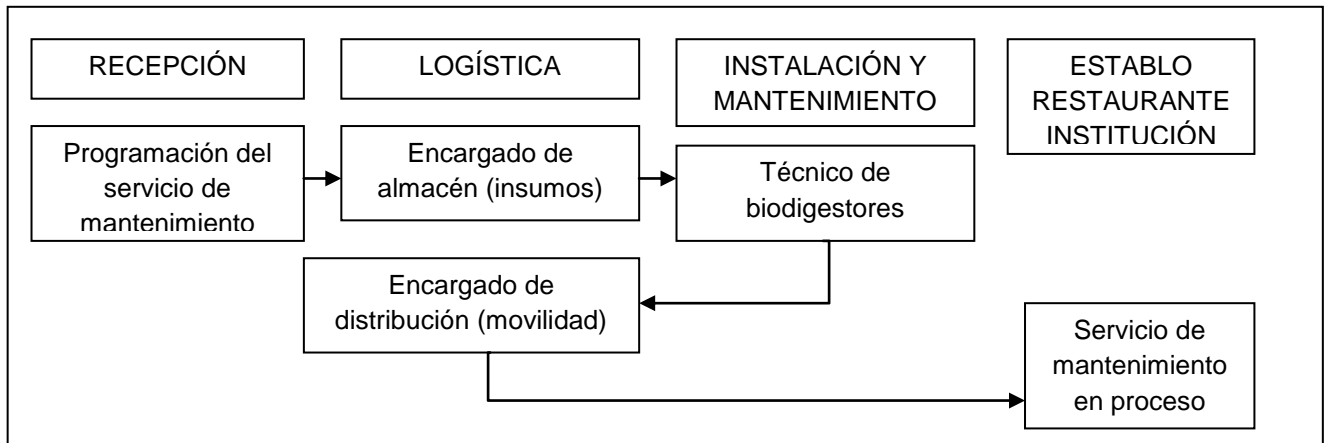 RECEPCIÓN
LOGÍSTICA
INSTALACIÓN Y
MANTENIMIENTO
ESTABLO
RESTAURANTE
INSTITUCIÓN
Programación del
servicio de
mantenimiento
Encargado de
almacén (insumos)
Técnico de
biodigestores
Encargado de
distribución (movilidad)
Servicio de
mantenimiento
en proceso